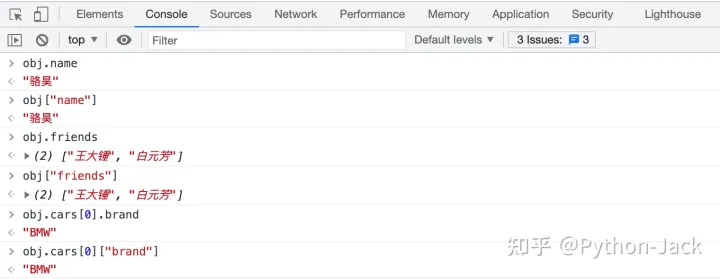 Elements Console Sources Network Performance Memory Application Security Lighthouse
top ▼ Filter Default levels ▼ 3 Issues: 3
> obj.name
"骆昊"
> obj["name"]
"骆昊"
> obj.friends
▶ (2) ["王大锤", "白元芳"]
> obj["friends"]
▶ (2) ["王大锤", "白元芳"]
> obj.cars[0].brand
"BMW"
> obj.cars[0]["brand"]
"BMW"
知乎 @Python-Jack